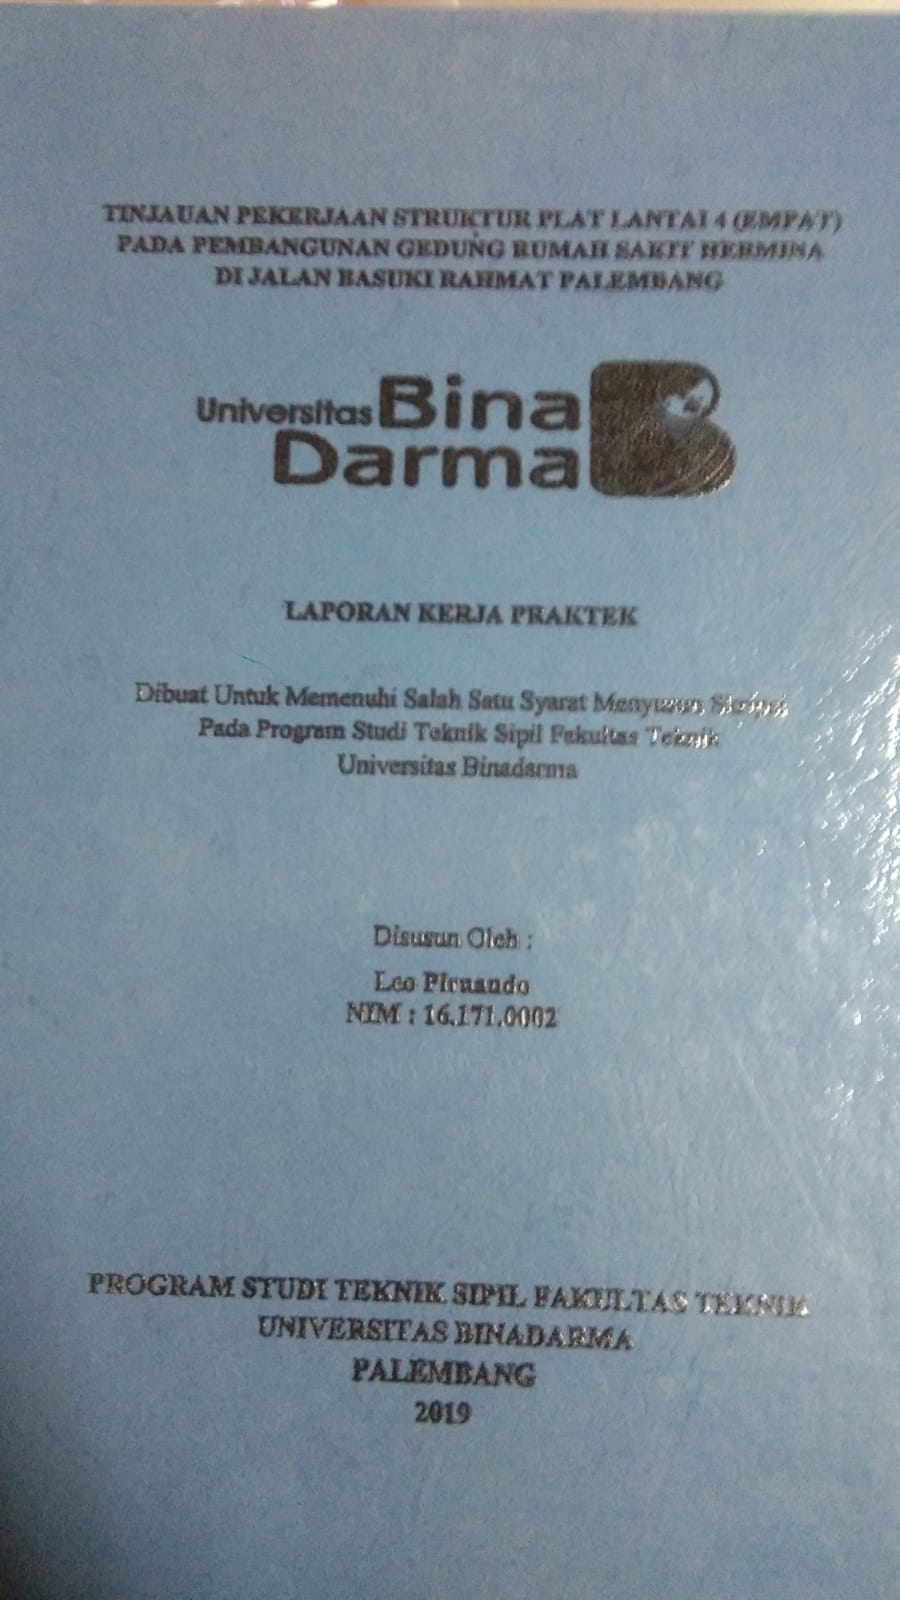 TINJAUAN PEKERJAAN STRUKTUR PLAT LANTAI 4 (EMPAT)
PADA PEMBANGUNAN GEDUNG RUMAH SAKIT HERMINA
DI JALAN BASUKI RAHMAT PALEMBANG
Universitas Bina
Darma
LAPORAN KERJA PRAKTEK
Dibuat Untuk Memenuhi Salah Satu Syarat Menyusun Skripsi
Pada Program Studi Teknik Sipil Fakultas Teknik
Universitas Binadarma
Disusun Oleh :
Leo Pirnando
NIM : 16.171.0002
PROGRAM STUDI TEKNIK SIPIL FAKULTAS TEKNIK
UNIVERSITAS BINADARMA
PALEMBANG
2019